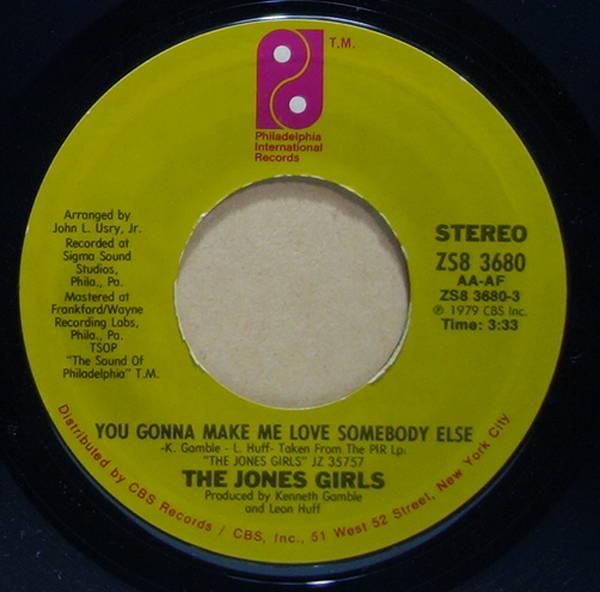 T.M.
Philadelphia
International
Records
Arranged by
John L. Usry, Jr.
Recorded at
Sigma Sound
Studios,
Phila., Pa.
Mastered at
Frankford/Wayne
Recording Labs,
Phila., Pa.
TSOP
"The Sound Of
Philadelphia" T.M.
STEREO
ZS8 3680
AA-AF
ZS8 3680-3
℗ 1979 CBS Inc.
Time: 3:33
YOU GONNA MAKE ME LOVE SOMEBODY ELSE
-K. Gamble - L. Huff- Taken From The PIR Lp:
"THE JONES GIRLS" JZ 35757
THE JONES GIRLS
Produced by Kenneth Gamble
and Leon Huff
Distributed by CBS Records / CBS, Inc., 51 West 52 Street, New York City